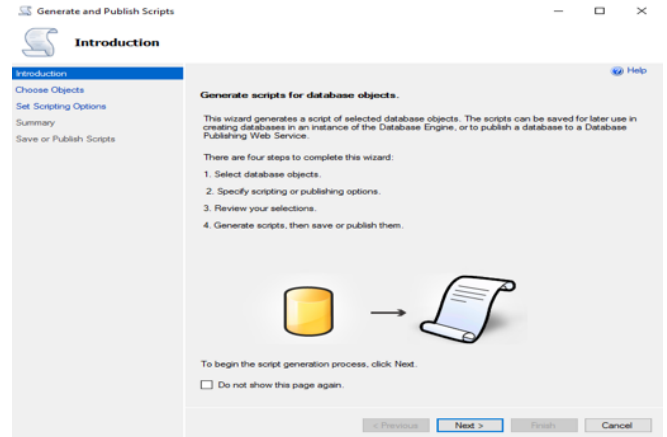 Generate and Publish Scripts
Introduction
Help
Introduction
Choose Objects
Set Scripting Options
Summary
Save or Publish Scripts
Generate scripts for database objects.
This wizard generates a script of selected database objects. The scripts can be saved for later use in
creating databases in an instance of the Database Engine, or to publish a database to a Database
Publishing Web Service.
There are four steps to complete this wizard:
1. Select database objects.
2. Specify scripting or publishing options.
3. Review your selections.
4. Generate scripts, then save or publish them.
To begin the script generation process, click Next.
Do not show this page again.
< Previous
Next >
Finish
Cancel